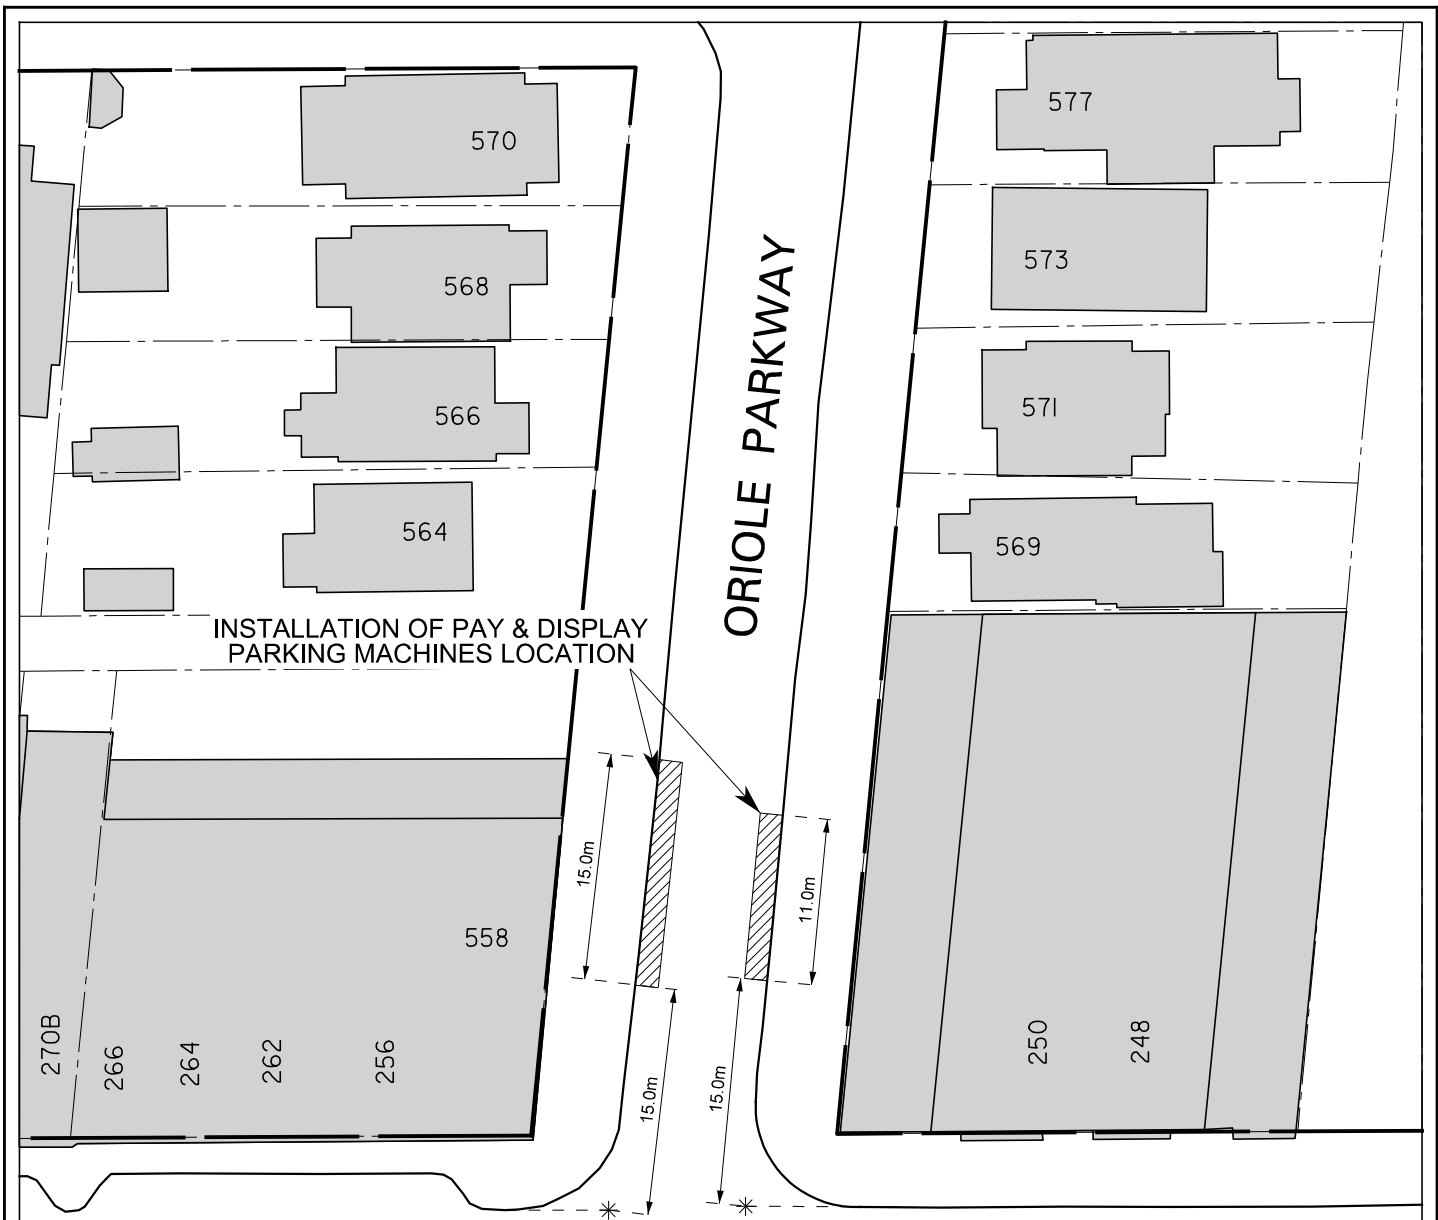 577
570
573
568
571
566
564
569
ORIOLE PARKWAY
INSTALLATION OF PAY & DISPLAY
PARKING MACHINES LOCATION
15.0m
11.0m
558
270B
266
264
262
256
250
248
15.0m
15.0m